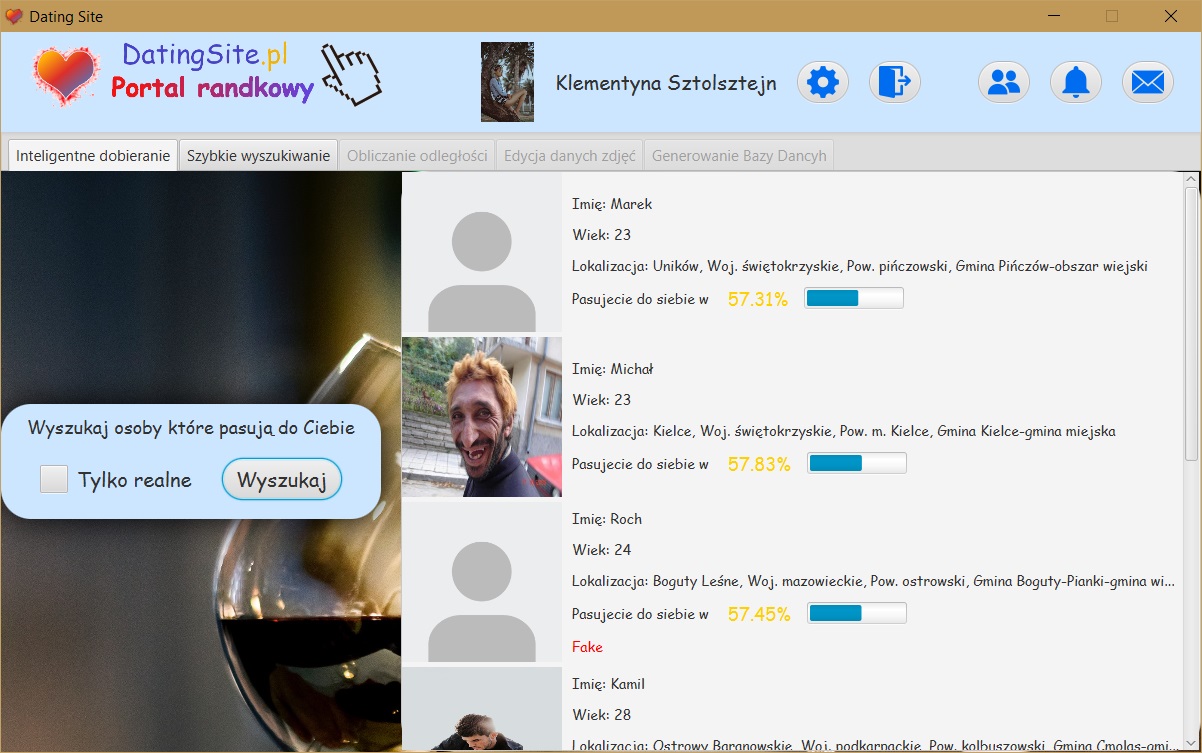 Dating Site
DatingSite.pl
Portal randkowy
Klementyna Sztolsztejn
Inteligentne dobieranie
Szybkie wyszukiwanie
Obliczanie odległości
Edycja danych zdjęć
Generowanie Bazy Dancyh
Wyszukaj osoby które pasują do Ciebie
Tylko realne
Wyszukaj
Imię: Marek
Wiek: 23
Lokalizacja: Uników, Woj. świętokrzyskie, Pow. pińczowski, Gmina Pińczów-obszar wiejski
Pasujecie do siebie w 57.31%
Imię: Michał
Wiek: 23
Lokalizacja: Kielce, Woj. świętokrzyskie, Pow. m. Kielce, Gmina Kielce-gmina miejska
Pasujecie do siebie w 57.83%
Imię: Roch
Wiek: 24
Lokalizacja: Boguty Leśne, Woj. mazowieckie, Pow. ostrowski, Gmina Boguty-Pianki-gmina wi...
Pasujecie do siebie w 57.45%
Fake
Imię: Kamil
Wiek: 28
Lokalizacja: Ostrowy Baranowskie, Woj. podkarpackie, Pow. kolbuszowski, Gmina Cmolas-gmi...